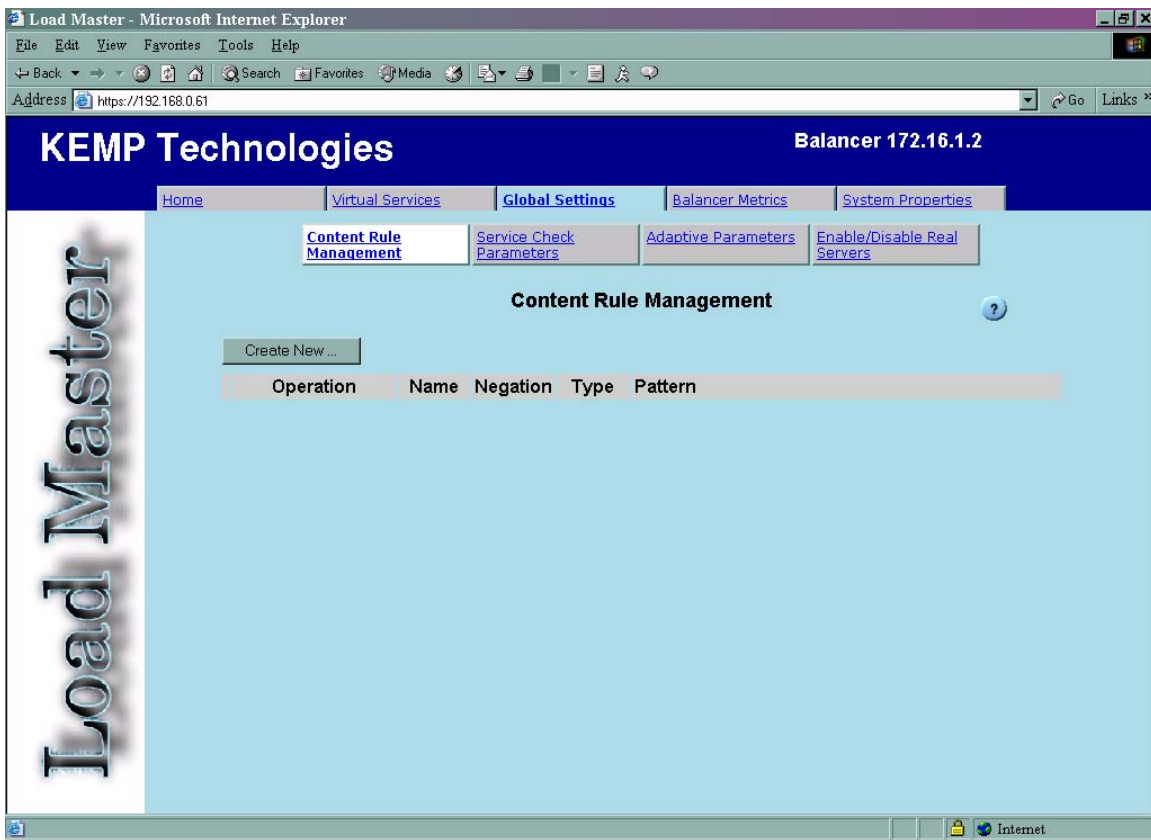 Load Master - Microsoft Internet Explorer
File Edit View Favorites Tools Help
Back Search Favorites Media
Address https://192.168.0.61 Go Links »
KEMP Technologies
Balancer 172.16.1.2
Home Virtual Services Global Settings Balancer Metrics System Properties
Content Rule Management
Service Check Parameters
Adaptive Parameters
Enable/Disable Real Servers
Content Rule Management
?
Create New ...
Operation Name Negation Type Pattern
Load Master
Internet